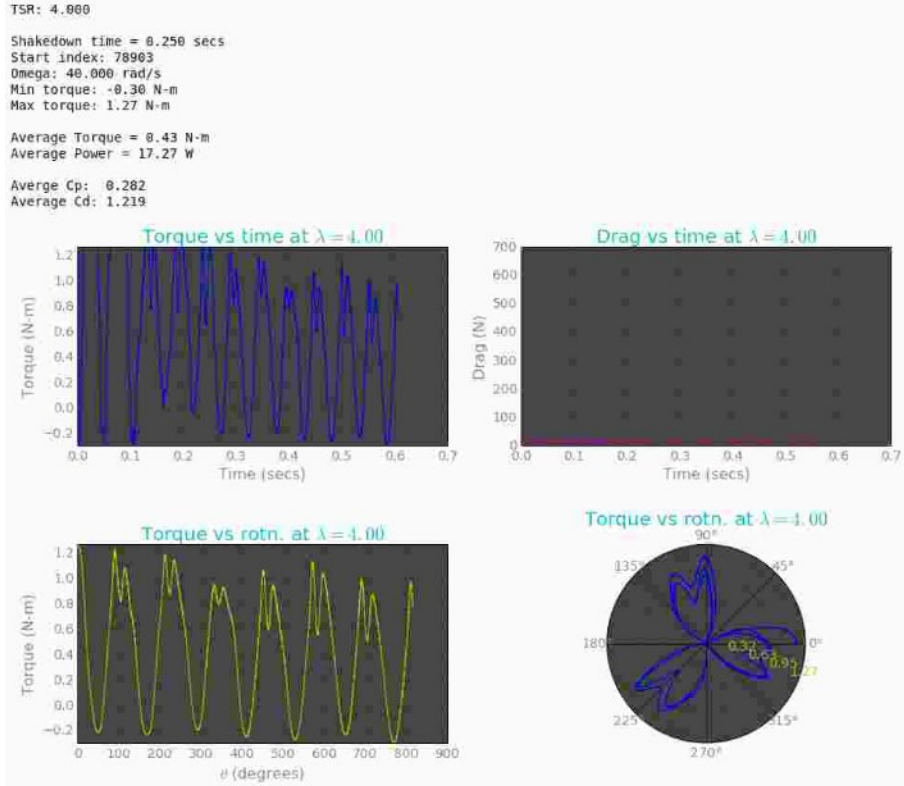 TSR: 4.000
Shakedown time = 0.250 secs
Start index: 78903
Omega: 40.000 rad/s
Min torque: -0.30 N-m
Max torque: 1.27 N-m
Average Torque = 0.43 N-m
Average Power = 17.27 W
Averge Cp: 0.282
Average Cd: 1.219
Torque vs time at λ=4.00
1.2
1.0
0.8
0.6
0.4
0.2
0.0
−0.2
Torque (N-m)
0.0 0.1 0.2 0.3 0.4 0.5 0.6 0.7
Time (secs)
Drag vs time at λ=4.00
700
600
500
400
300
200
100
0
Drag (N)
0.0 0.1 0.2 0.3 0.4 0.5 0.6 0.7
Time (secs)
Torque vs rotn. at λ=4.00
1.2
1.0
0.8
0.6
0.4
0.2
0.0
−0.2
Torque (N-m)
0 100 200 300 400 500 600 700 800 900
θ (degrees)
Torque vs rotn. at λ=4.00
90°
135°
45°
180°
0°
0.32
0.63
0.95
1.27
225°
315°
270°